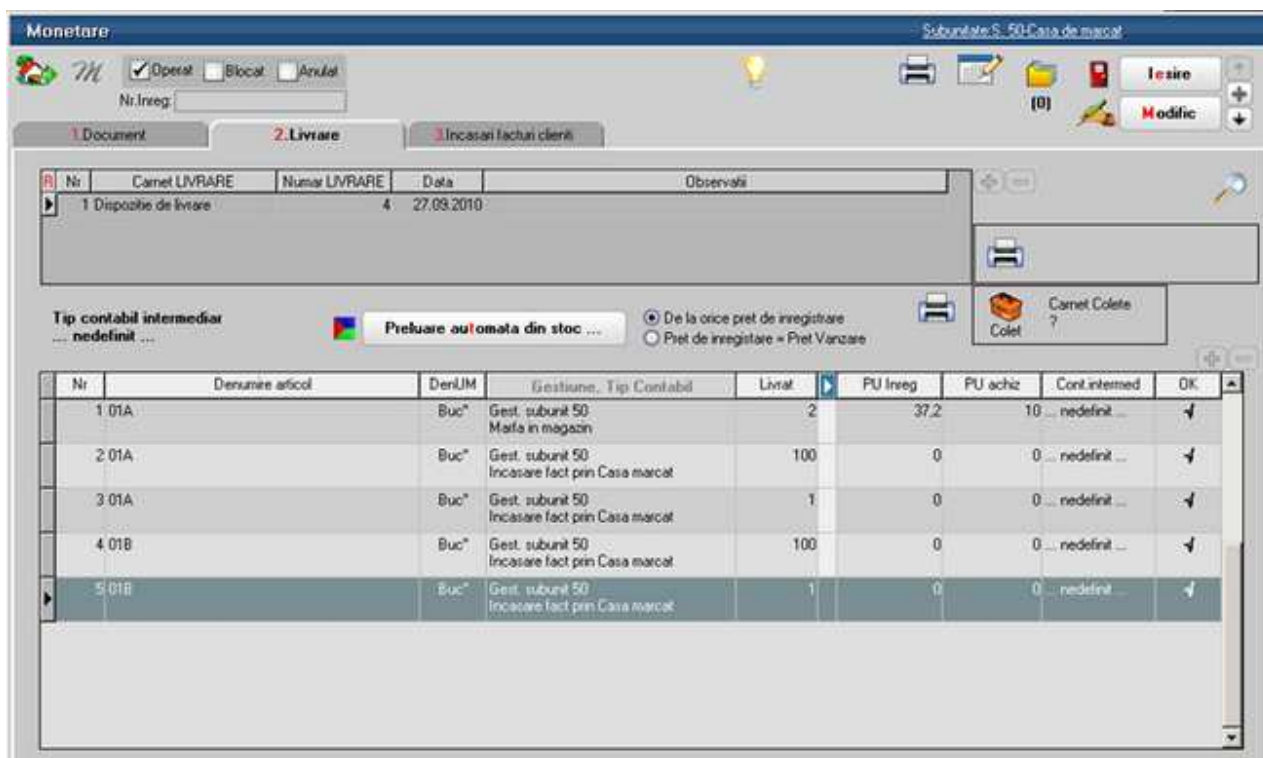 Monetare
Subunitate:S_50-Casa de marcat
Operat Blocat Anulat
Nr.Inreg:
(0)
Iesire
Modific
1.Document
2.Livrare
3.Incasari facturi clienti
R Nr Carnet LIVRARE Numar LIVRARE Data Observatii
1 Dispozitie de livrare 4 27.09.2010
Tip contabil intermediar
... nedefinit ...
Preluare automata din stoc ...
De la orice pret de inregistrare
Pret de inregistare = Pret Vanzare
Colet
Carnet Colete
?
Nr Denumire articol DenUM Gestiune, Tip Contabil Livrat PU Inreg PU achiz Cont.intermed OK
1 01A Buc* Gest. subunit 50 2 37,2 10 ... nedefinit ...
Marfa in magazin
2 01A Buc* Gest. subunit 50 100 0 0 ... nedefinit ...
Incasare fact prin Casa marcat
3 01A Buc* Gest. subunit 50 1 0 0 ... nedefinit ...
Incasare fact prin Casa marcat
4 01B Buc* Gest. subunit 50 100 0 0 ... nedefinit ...
Incasare fact prin Casa marcat
5 01B Buc* Gest. subunit 50 1 0 0 ... nedefinit ...
Incasare fact prin Casa marcat